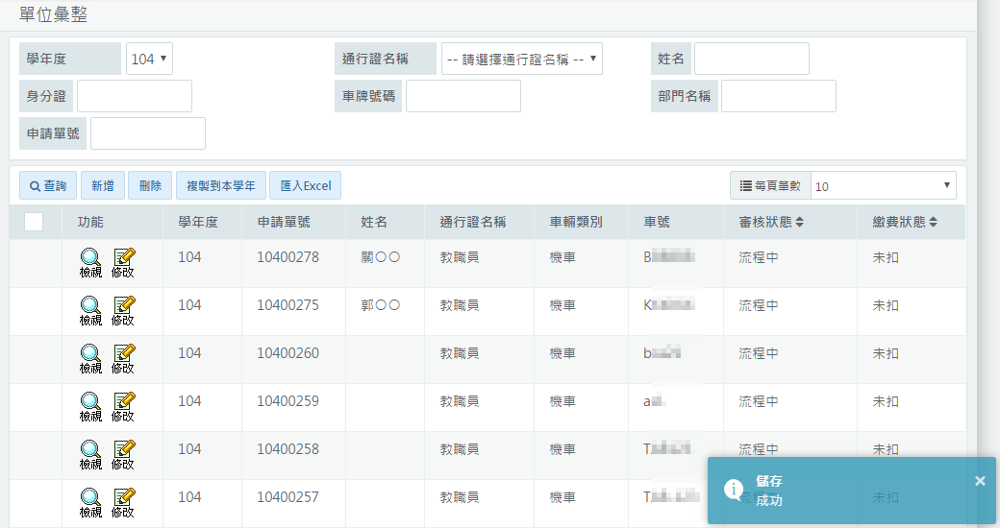 單位彙整
學年度 104 通行證名稱 -- 請選擇通行證名稱 -- 姓名
身分證 車牌號碼 部門名稱
申請單號
查詢 新增 刪除 複製到本學年 匯入Excel 每頁筆數 10
功能 學年度 申請單號 姓名 通行證名稱 車輛類別 車號 審核狀態 繳費狀態
檢視 修改 104 10400278 關〇〇 教職員 機車 B 流程中 未扣
檢視 修改 104 10400275 郭〇〇 教職員 機車 K 流程中 未扣
檢視 修改 104 10400260 教職員 機車 b 流程中 未扣
檢視 修改 104 10400259 教職員 機車 a 流程中 未扣
檢視 修改 104 10400258 教職員 機車 T 流程中 未扣
檢視 修改 104 10400257 教職員 機車 T 流程中 未扣
儲存
成功